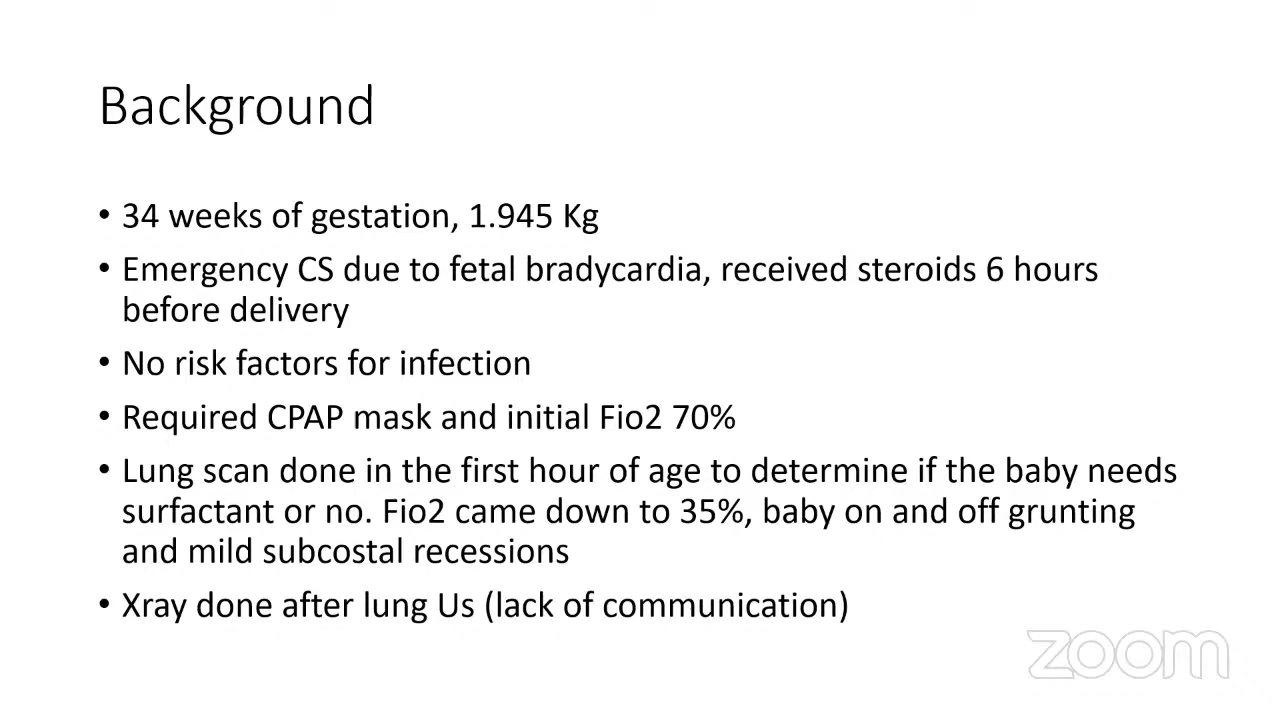 Background
• 34 weeks of gestation, 1.945 Kg
• Emergency CS due to fetal bradycardia, received steroids 6 hours
before delivery
• No risk factors for infection
• Required CPAP mask and initial Fio2 70%
• Lung scan done in the first hour of age to determine if the baby needs
surfactant or no. Fio2 came down to 35%, baby on and off grunting
and mild subcostal recessions
• Xray done after lung Us (lack of communication)
zoom